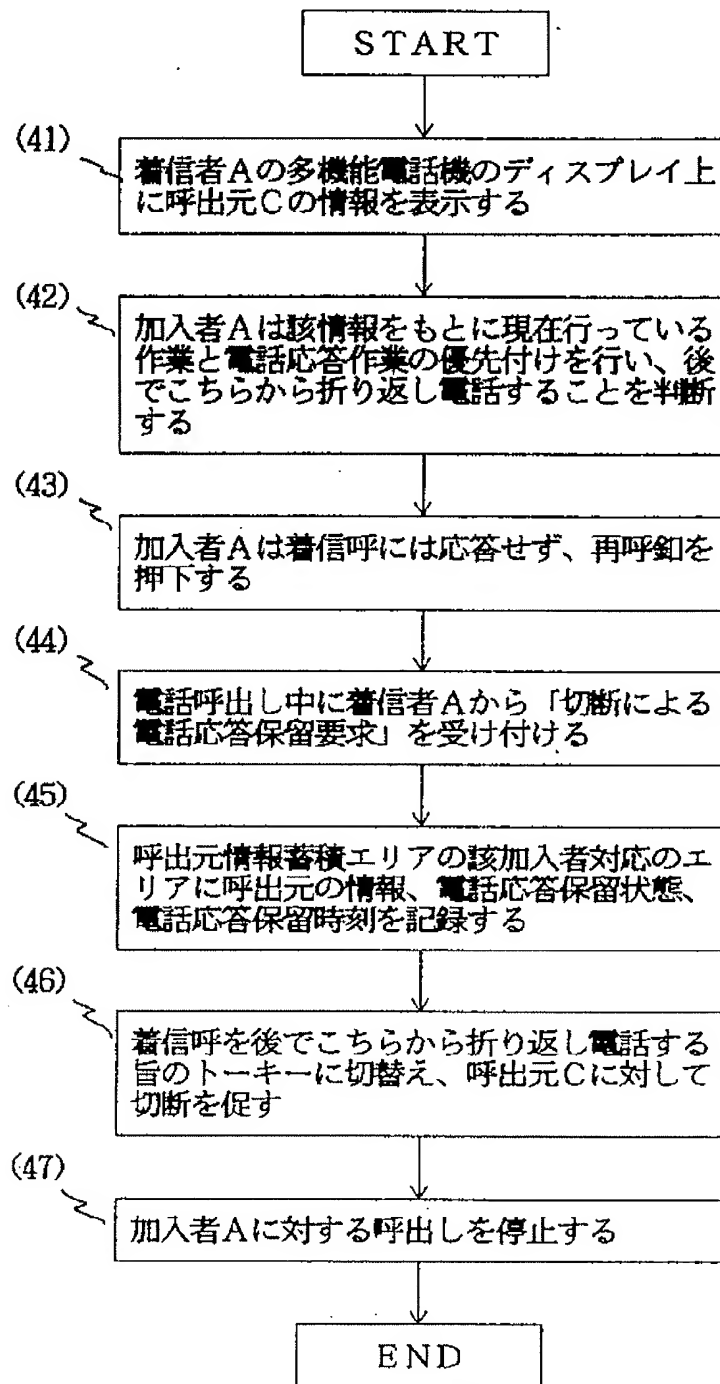 START
(41)
着信者Aの多機能電話機のディスプレイ上
に呼出元Cの情報を表示する
(42)
加入者Aは該情報をもとに現在行っている
作業と電話応答作業の優先付けを行い、後
でこちらから折り返し電話することを判断
する
(43)
加入者Aは着信呼には応答せず、再呼釦を
押下する
(44)
電話呼出し中に着信者Aから「切断による
電話応答保留要求」を受け付ける
(45)
呼出元情報蓄積エリアの該加入者対応のエ
リアに呼出元の情報、電話応答保留状態、
電話応答保留時刻を記録する
(46)
着信呼を後でこちらから折り返し電話する
旨のトーキーに切替え、呼出元Cに対して
切断を促す
(47)
加入者Aに対する呼出しを停止する
END